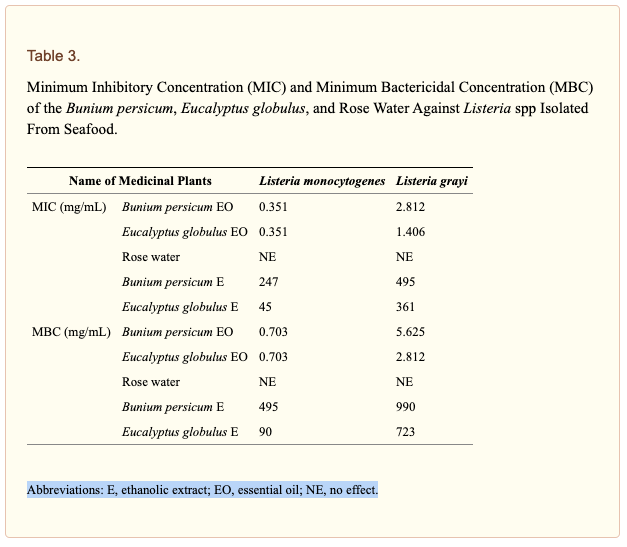 Table 3.
Minimum Inhibitory Concentration (MIC) and Minimum Bactericidal Concentration (MBC)
of the Bunium persicum, Eucalyptus globulus, and Rose Water Against Listeria spp Isolated
From Seafood.
Name of Medicinal Plants Listeria monocytogenes Listeria grayi
MIC (mg/mL) Bunium persicum EO 0.351 2.812
Eucalyptus globulus EO 0.351 1.406
Rose water NE NE
Bunium persicum E 247 495
Eucalyptus globulus E 45 361
MBC (mg/mL) Bunium persicum EO 0.703 5.625
Eucalyptus globulus EO 0.703 2.812
Rose water NE NE
Bunium persicum E 495 990
Eucalyptus globulus E 90 723
Abbreviations: E, ethanolic extract; EO, essential oil; NE, no effect.